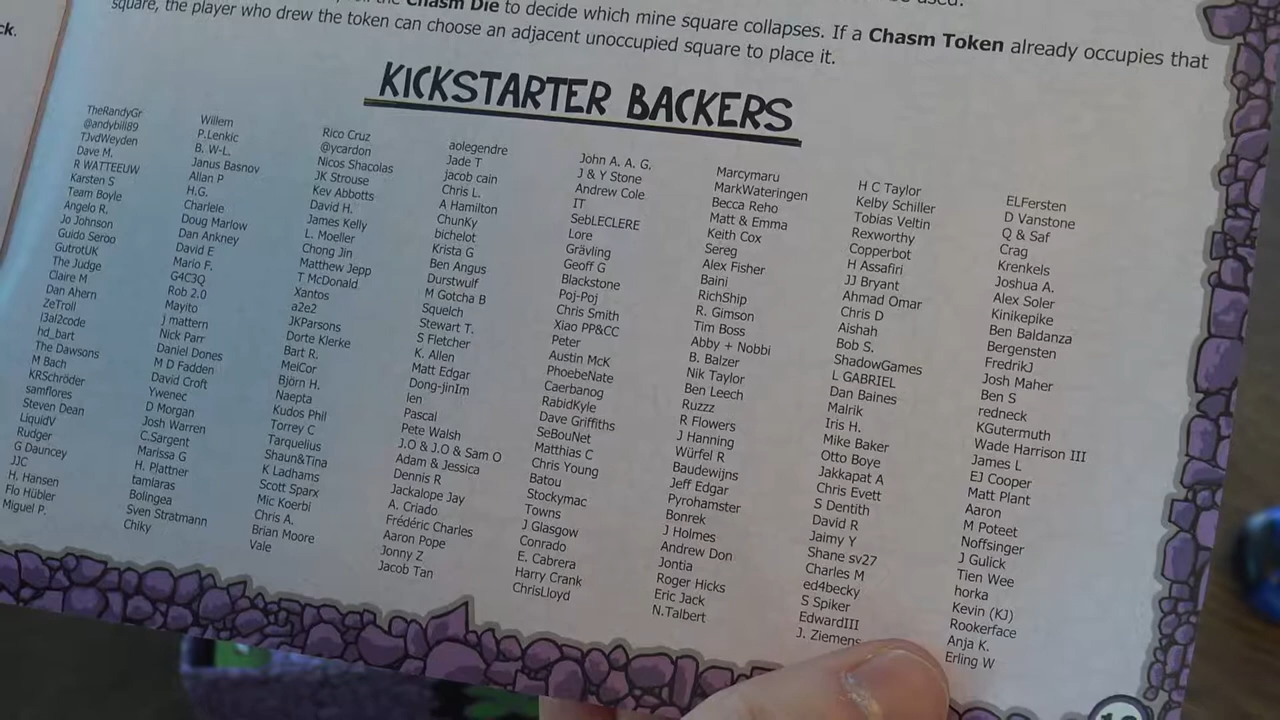 ck.
used.
Chasm Die to decide which mine square collapses. If a Chasm Token already occupies that
square, the player who drew the token can choose an adjacent unoccupied square to place it.
KICKSTARTER BACKERS
TheRandyGr
@andybill89
TJvdWeyden
Dave M.
R WATTEEUW
Karsten S
Team Boyle
Angelo R.
Jo Johnson
Guido Seroo
GutrotUK
The Judge
Claire M
Dan Ahern
ZeTroll
l3al2code
hd_bart
The Dawsons
M Bach
KRSchröder
samflores
Steven Dean
LiquidV
Rudger
G Dauncey
JJC
H. Hansen
Flo Hübler
Miguel P.
Willem
P.Lenkic
B. W-L.
Janus Basnov
Allan P
H.G.
Charleie
Doug Marlow
Dan Ankney
David E
Mario F.
G4C3Q
Rob 2.0
Mayito
J mattern
Nick Parr
Daniel Dones
M D Fadden
David Croft
Ywenec
D Morgan
Josh Warren
C.Sargent
Marissa G
H. Plattner
tamlaras
Bolingea
Sven Stratmann
Chiky
Rico Cruz
@ycardon
Nicos Shacolas
JK Strouse
Kev Abbotts
David H.
James Kelly
L. Moeller
Chong Jin
Matthew Jepp
T McDonald
Xantos
a2e2
JKParsons
Dorte Klerke
Bart R.
MelCor
Björn H.
Naepta
Kudos Phil
Torrey C
Tarquelius
Shaun&Tina
K Ladhams
Scott Sparx
Mic Koerbi
Chris A.
Brian Moore
Vale
aolegendre
Jade T
jacob cain
Chris L.
A Hamilton
Chunky
bichelot
Krista G
Ben Angus
Durstwulf
M Gotcha B
Squelch
Stewart T.
S Fletcher
K. Allen
Matt Edgar
Dong-jinIm
len
Pascal
Pete Walsh
J.O & J.O & Sam O
Adam & Jessica
Dennis R
Jackalope Jay
A. Criado
Frédéric Charles
Aaron Pope
Jonny Z
Jacob Tan
John A. A. G.
J & Y Stone
Andrew Cole
IT
SebLECLERE
Lore
Grävling
Geoff G
Blackstone
Poj-Poj
Chris Smith
Xiao PP&CC
Peter
Austin McK
PhoebeNate
Caerbanog
RabidKyle
Dave Griffiths
SeBouNet
Matthias C
Chris Young
Batou
Stockymac
Towns
J Glasgow
Conrado
E. Cabrera
Harry Crank
ChrisLloyd
Marcymaru
MarkWateringen
Becca Reho
Matt & Emma
Keith Cox
Sereg
Alex Fisher
Baini
RichShip
R. Gimson
Tim Boss
Abby + Nobbi
B. Balzer
Nik Taylor
Ben Leech
Ruzzz
R Flowers
J Hanning
Würfel R
Baudewijns
Jeff Edgar
Pyrohamster
Bonrek
J Holmes
Andrew Don
Jontia
Roger Hicks
Eric Jack
N.Talbert
H C Taylor
Kelby Schiller
Tobias Veltin
Rexworthy
Copperbot
H Assafiri
JJ Bryant
Ahmad Omar
Chris D
Aishah
Bob S.
ShadowGames
L GABRIEL
Dan Baines
Malrik
Iris H.
Mike Baker
Otto Boye
Jakkapat A
Chris Evett
S Dentith
David R
Jaimy Y
Shane sv27
Charles M
ed4becky
S Spiker
EdwardIII
J. Ziemens
ELFersten
D Vanstone
Q & Saf
Crag
Krenkels
Joshua A.
Alex Soler
Kinikepike
Ben Baldanza
Bergensten
FredrikJ
Josh Maher
Ben S
redneck
KGutermuth
Wade Harrison III
James L
EJ Cooper
Matt Plant
Aaron
M Poteet
Noffsinger
J Gulick
Tien Wee
horka
Kevin (KJ)
Rookerface
Anja K.
Erling W